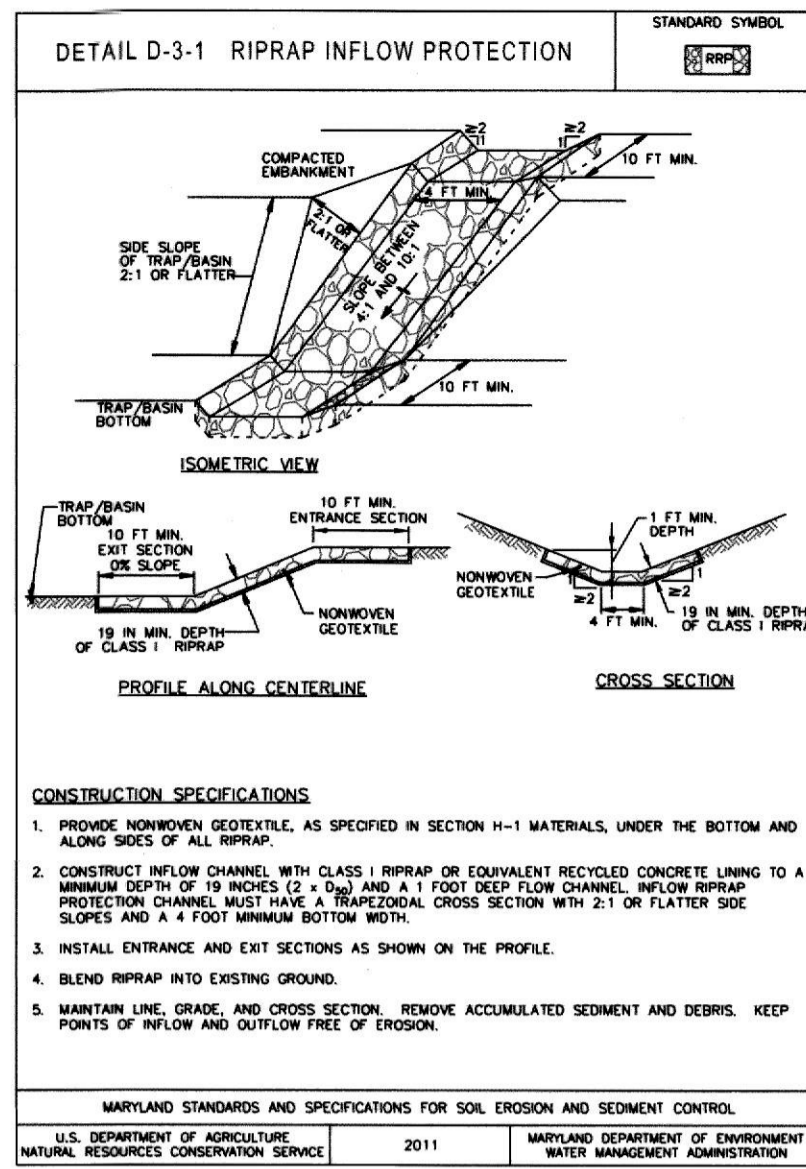 DETAIL D-3-1 RIPRAP INFLOW PROTECTION
STANDARD SYMBOL
RRP
≥2
1
≥2
1
10 FT MIN.
COMPACTED
EMBANKMENT
4 FT MIN.
2:1 OR
FLATTER
SIDE SLOPE
OF TRAP/BASIN
2:1 OR FLATTER
SLOPE BETWEEN
4:1 AND 10:1
10 FT MIN.
TRAP/BASIN
BOTTOM
ISOMETRIC VIEW
TRAP/BASIN
BOTTOM
10 FT MIN.
EXIT SECTION
0% SLOPE
10 FT MIN.
ENTRANCE SECTION
NONWOVEN
GEOTEXTILE
19 IN MIN. DEPTH
OF CLASS I RIPRAP
PROFILE ALONG CENTERLINE
1 FT MIN.
DEPTH
NONWOVEN
GEOTEXTILE
1
≥2
1
≥2
4 FT MIN.
19 IN MIN. DEPTH
OF CLASS I RIPRA
CROSS SECTION
CONSTRUCTION SPECIFICATIONS
1. PROVIDE NONWOVEN GEOTEXTILE, AS SPECIFIED IN SECTION H-1 MATERIALS, UNDER THE BOTTOM AND
ALONG SIDES OF ALL RIPRAP.
2. CONSTRUCT INFLOW CHANNEL WITH CLASS I RIPRAP OR EQUIVALENT RECYCLED CONCRETE LINING TO A
MINIMUM DEPTH OF 19 INCHES (2 x D50) AND A 1 FOOT DEEP FLOW CHANNEL. INFLOW RIPRAP
PROTECTION CHANNEL MUST HAVE A TRAPEZOIDAL CROSS SECTION WITH 2:1 OR FLATTER SIDE
SLOPES AND A 4 FOOT MINIMUM BOTTOM WIDTH.
3. INSTALL ENTRANCE AND EXIT SECTIONS AS SHOWN ON THE PROFILE.
4. BLEND RIPRAP INTO EXISTING GROUND.
5. MAINTAIN LINE, GRADE, AND CROSS SECTION. REMOVE ACCUMULATED SEDIMENT AND DEBRIS. KEEP
POINTS OF INFLOW AND OUTFLOW FREE OF EROSION.
MARYLAND STANDARDS AND SPECIFICATIONS FOR SOIL EROSION AND SEDIMENT CONTROL
U.S. DEPARTMENT OF AGRICULTURE
NATURAL RESOURCES CONSERVATION SERVICE
2011
MARYLAND DEPARTMENT OF ENVIRONMENT
WATER MANAGEMENT ADMINISTRATION